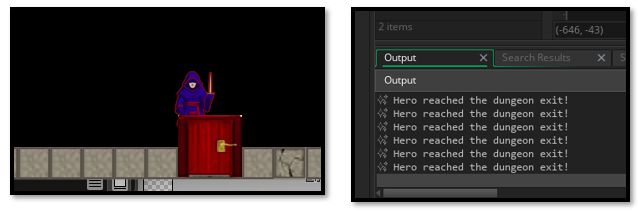 2 items
(-646, -43)
Output
Search Results
S
Output
Hero reached the dungeon exit!
Hero reached the dungeon exit!
Hero reached the dungeon exit!
Hero reached the dungeon exit!
Hero reached the dungeon exit!
Hero reached the dungeon exit!